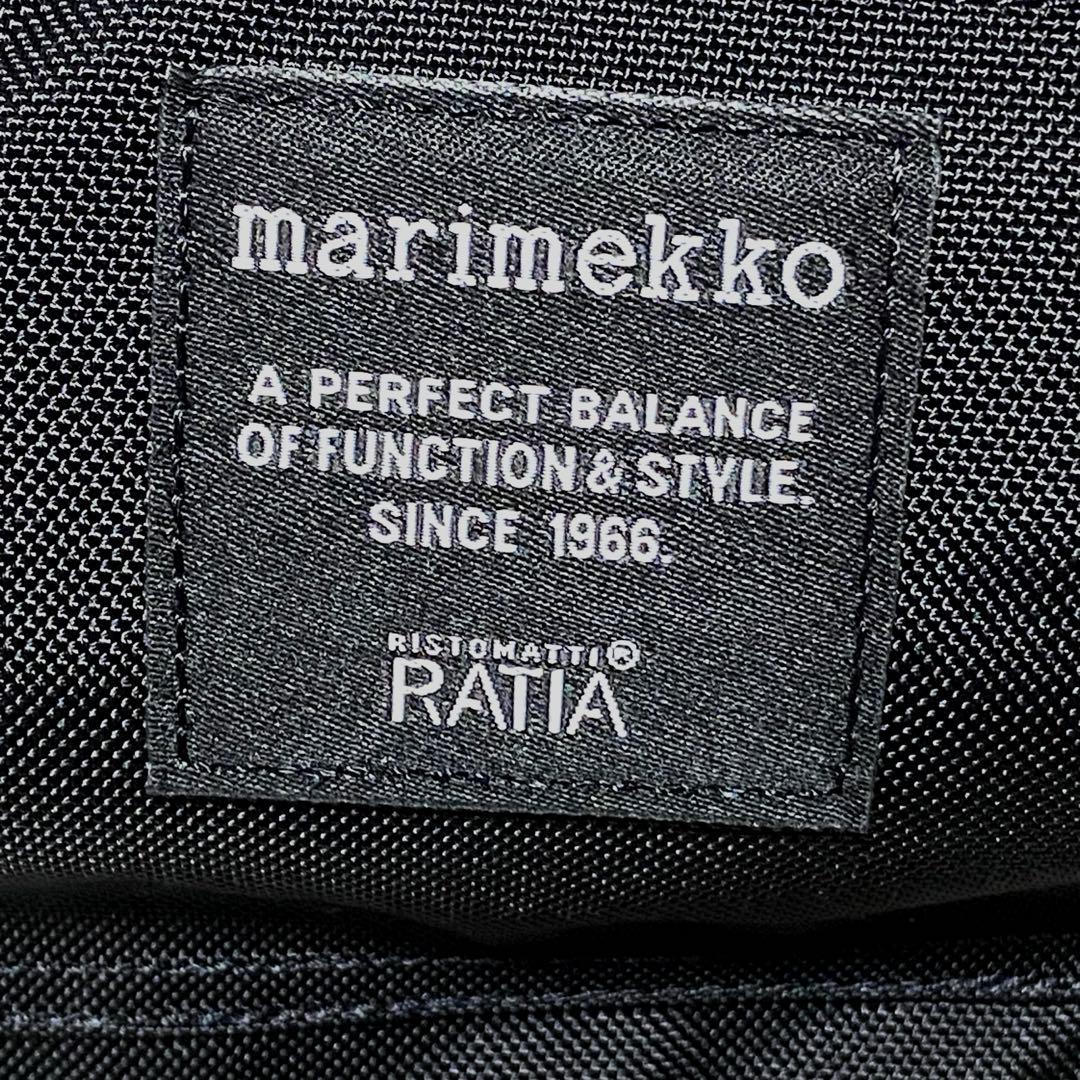 marimekko
A PERFECT BALANCE
OF FUNCTION & STYLE.
SINCE 1966.
RISTOMATTI®
RATIA